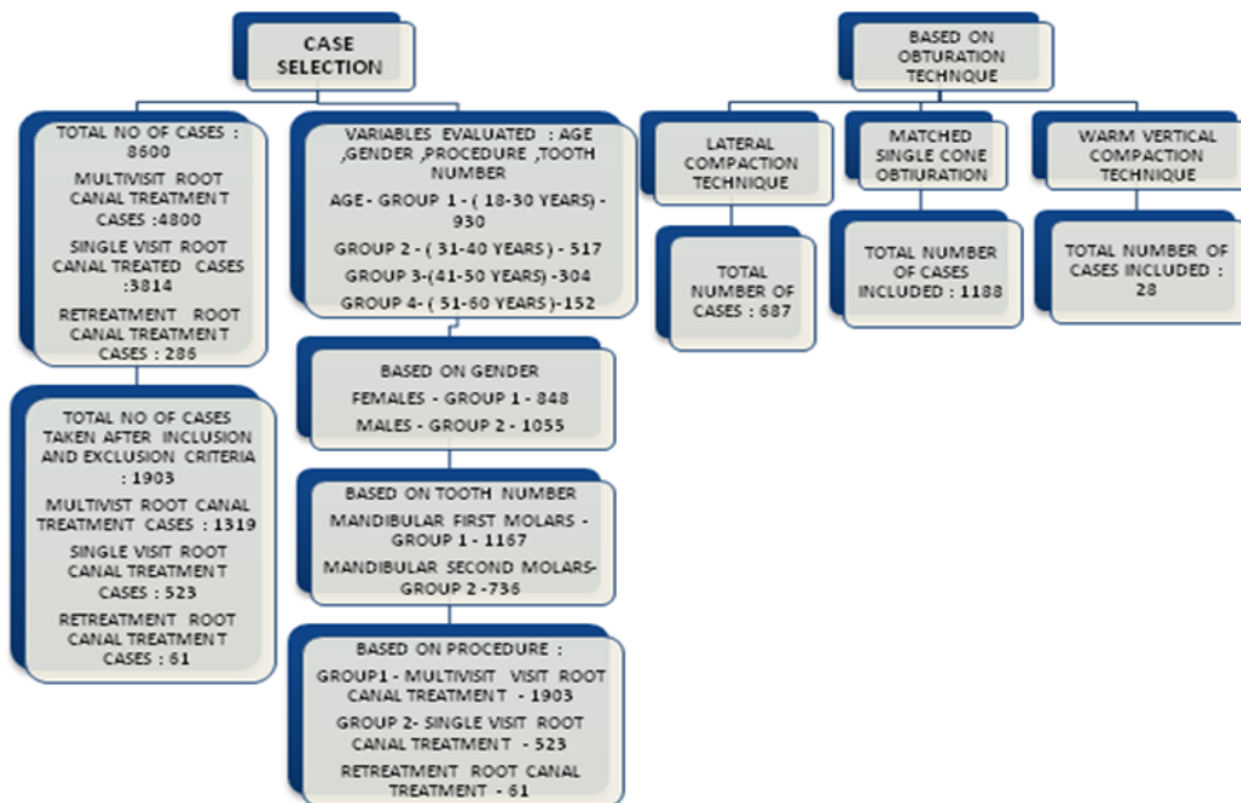 CASE
SELECTION
TOTAL NO OF CASES :
8600
MULTIVISIT ROOT
CANAL TREATMENT
CASES :4800
SINGLE VISIT ROOT
CANAL TREATED CASES
:3814
RETREATMENT ROOT
CANAL TREATMENT
CASES : 286
TOTAL NO OF CASES
TAKEN AFTER INCLUSION
AND EXCLUSION CRITERIA
: 1903
MULTIVIST ROOT CANAL
TREATMENT CASES : 1319
SINGLE VISIT ROOT
CANAL TREATMENT
CASES : 523
RETREATMENT ROOT
CANAL TREATMENT
CASES : 61
VARIABLES EVALUATED : AGE
,GENDER ,PROCEDURE ,TOOTH
NUMBER
AGE - GROUP 1 - ( 18-30 YEARS) -
930
GROUP 2 - ( 31-40 YEARS ) - 517
GROUP 3-(41-50 YEARS) -304
GROUP 4- ( 51-60 YEARS )-152
BASED ON GENDER
FEMALES - GROUP 1 - 848
MALES - GROUP 2 - 1055
BASED ON TOOTH NUMBER
MANDIBULAR FIRST MOLARS -
GROUP 1 - 1167
MANDIBULAR SECOND MOLARS-
GROUP 2 -736
BASED ON PROCEDURE :
GROUP1 - MULTIVISIT VISIT ROOT
CANAL TREATMENT - 1903
GROUP 2- SINGLE VISIT ROOT
CANAL TREATMENT - 523
RETREATMENT ROOT CANAL
TREATMENT - 61
BASED ON
OBTURATION
TECHNQUE
LATERAL
COMPACTION
TECHNIQUE
TOTAL
NUMBER OF
CASES : 687
MATCHED
SINGLE CONE
OBTURATION
TOTAL NUMBER
OF CASES
INCLUDED : 1188
WARM VERTICAL
COMPACTION
TECHNIQUE
TOTAL NUMBER OF
CASES INCLUDED :
28